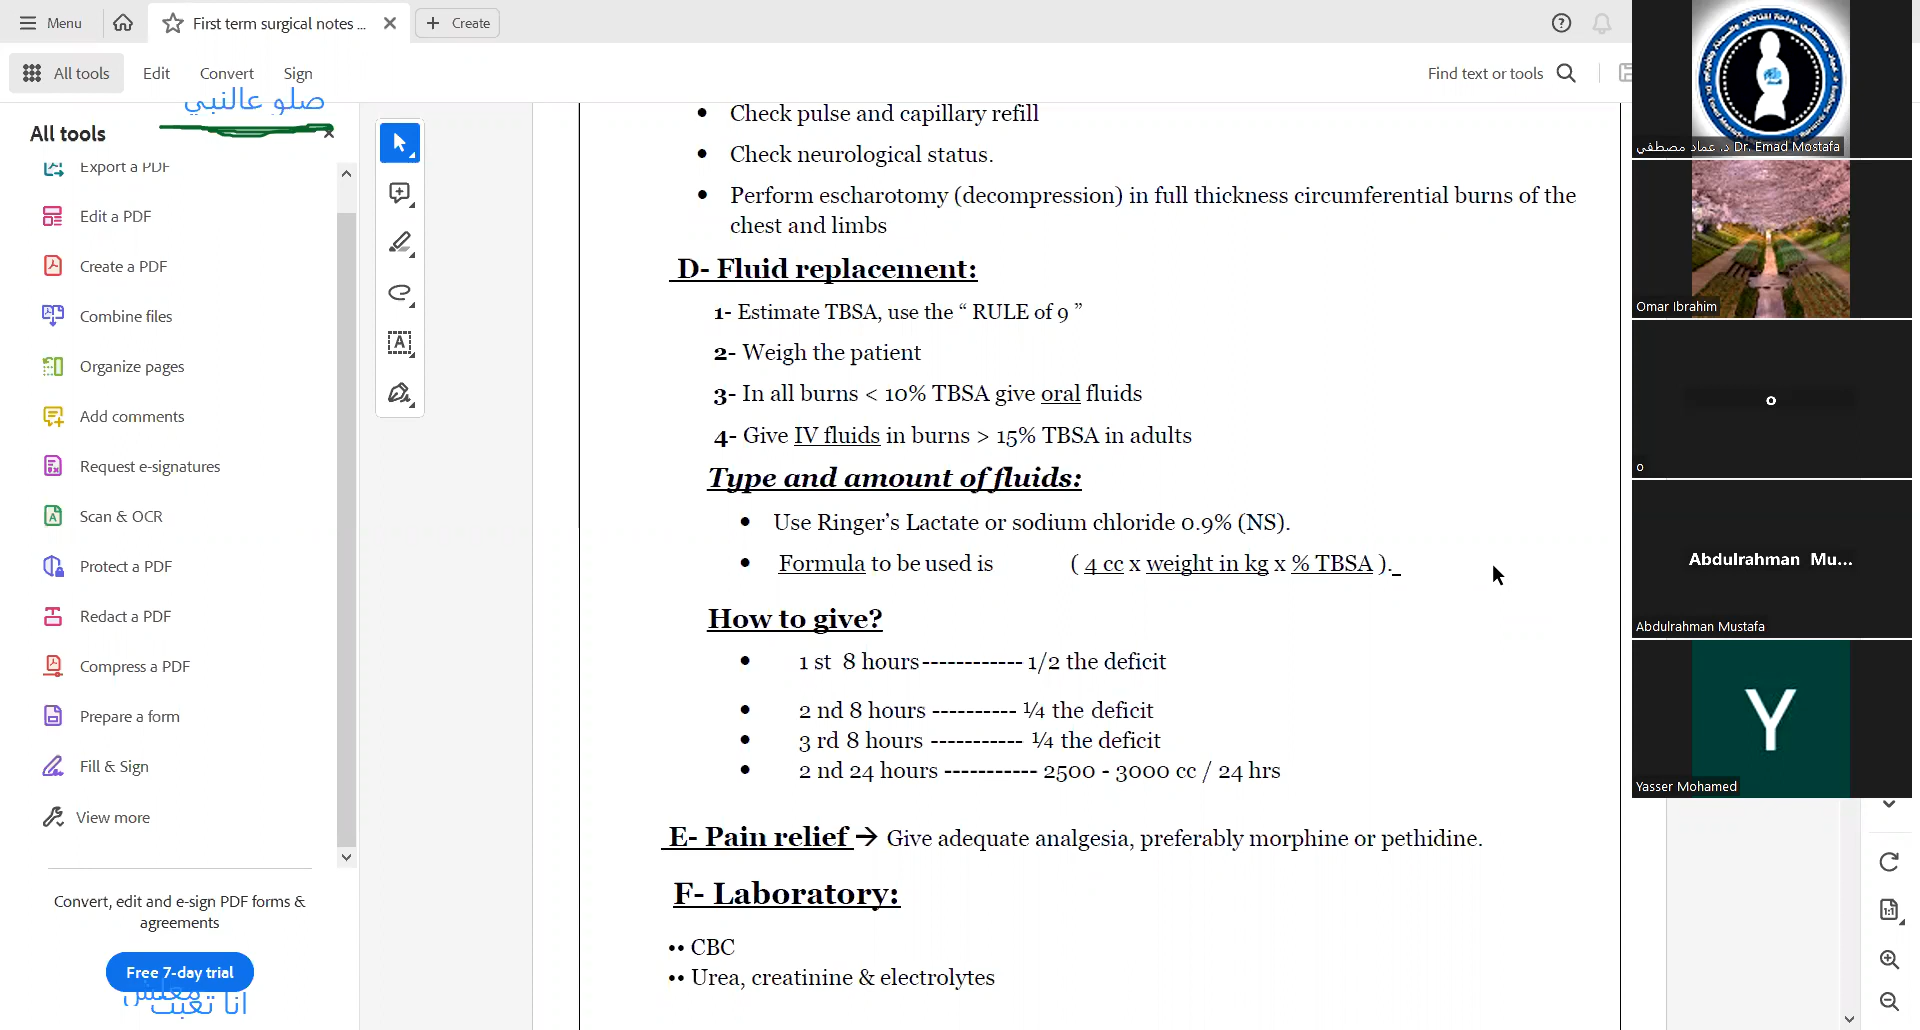 Menu
First term surgical notes ...
Create
All tools
Edit
Convert
Sign
Find text or tools
صلو عالنبي
All tools
Export a PDF
Edit a PDF
Create a PDF
Combine files
Organize pages
Add comments
Request e-signatures
Scan & OCR
Protect a PDF
Redact a PDF
Compress a PDF
Prepare a form
Fill & Sign
View more
Convert, edit and e-sign PDF forms &
agreements
Free 7-day trial
معلش
انا تعبت
• Check pulse and capillary refill
• Check neurological status.
• Perform escharotomy (decompression) in full thickness circumferential burns of the
chest and limbs
D- Fluid replacement:
1- Estimate TBSA, use the “ RULE of 9 ”
2- Weigh the patient
3- In all burns < 10% TBSA give oral fluids
4- Give IV fluids in burns > 15% TBSA in adults
Type and amount of fluids:
• Use Ringer’s Lactate or sodium chloride 0.9% (NS).
• Formula to be used is ( 4 cc x weight in kg x % TBSA ).
How to give?
• 1 st 8 hours------------ 1/2 the deficit
• 2 nd 8 hours ---------- ¼ the deficit
• 3 rd 8 hours ----------- ¼ the deficit
• 2 nd 24 hours ----------- 2500 - 3000 cc / 24 hrs
E- Pain relief → Give adequate analgesia, preferably morphine or pethidine.
F- Laboratory:
•• CBC
•• Urea, creatinine & electrolytes
د. عماد مصطفي Dr. Emad Mostafa
Omar Ibrahim
o
o
Abdulrahman Mu...
Abdulrahman Mustafa
Y
Yasser Mohamed
1:1